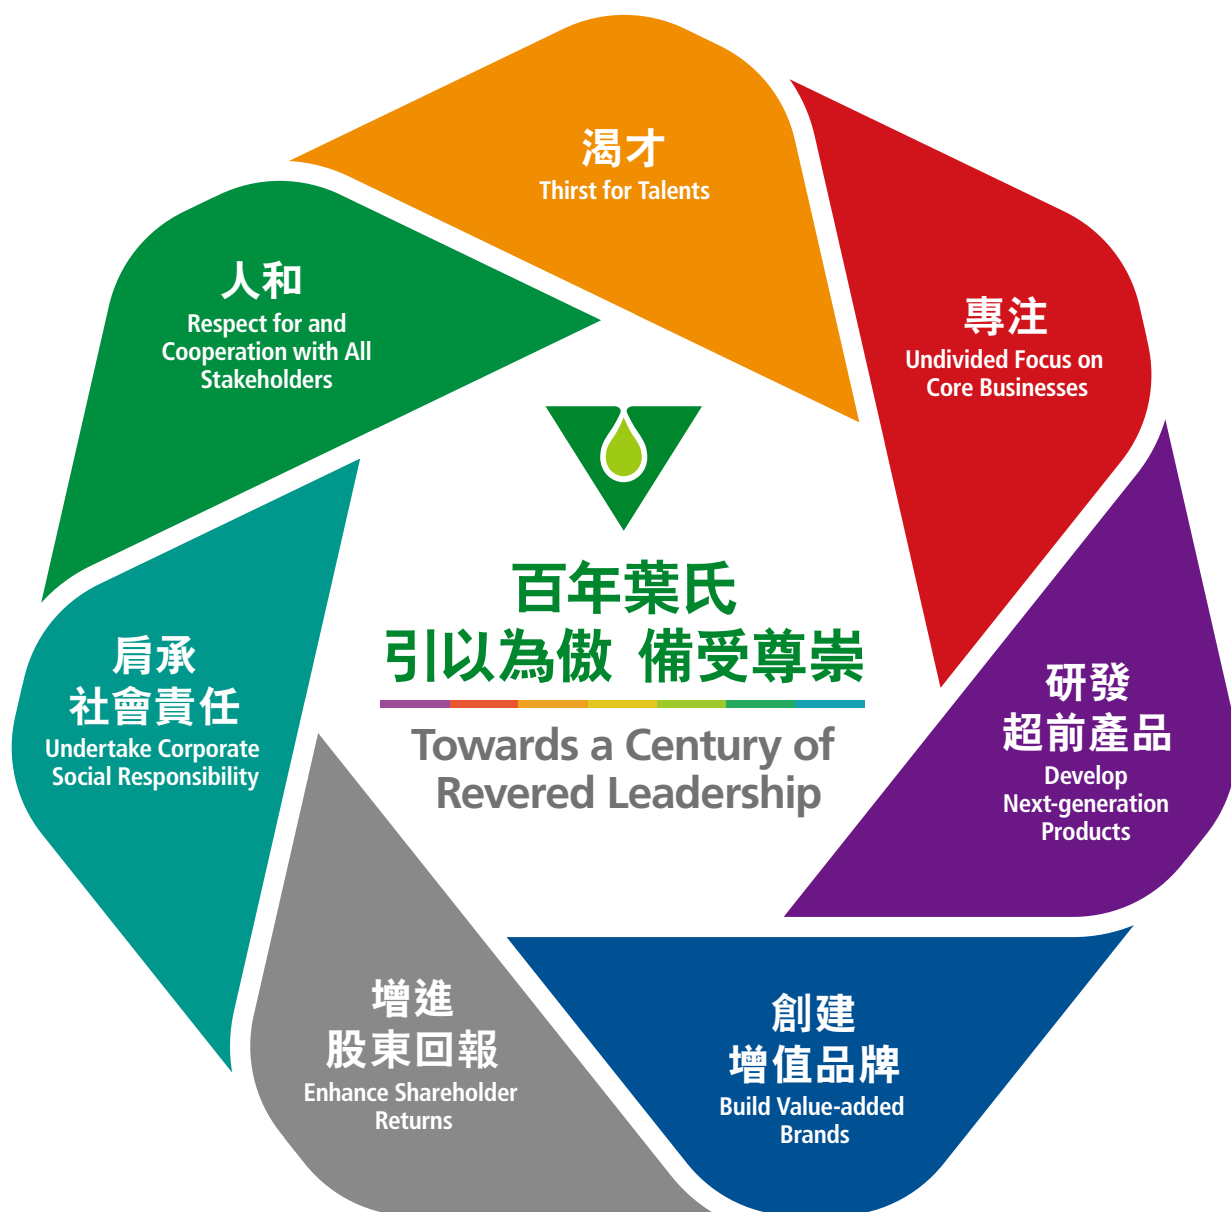 渴才
Thirst for Talents
專注
Undivided Focus on
Core Businesses
研發
超前產品
Develop
Next-generation
Products
創建
增值品牌
Build Value-added
Brands
增進
股東回報
Enhance Shareholder
Returns
肩承
社會責任
Undertake Corporate
Social Responsibility
人和
Respect for and
Cooperation with All
Stakeholders
百年葉氏
引以為傲 備受尊崇
Towards a Century of
Revered Leadership